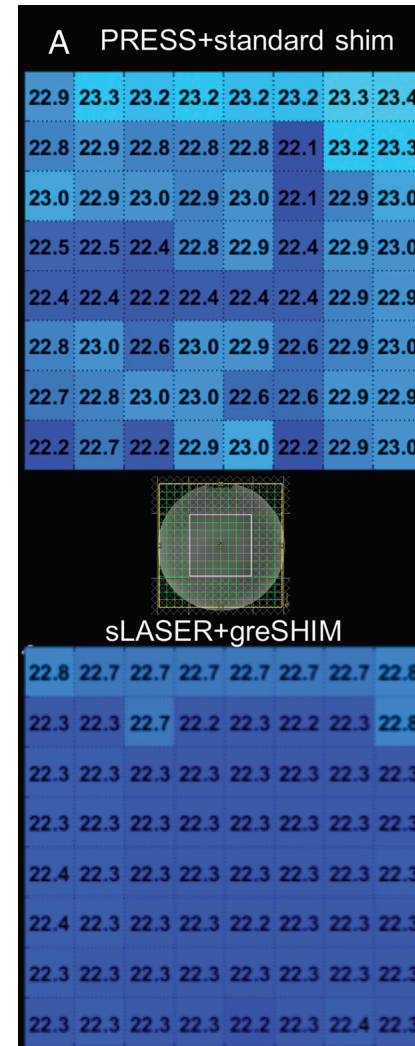 A PRESS+standard shim
22.9 23.3 23.2 23.2 23.2 23.2 23.3 23.4
22.8 22.9 22.8 22.8 22.8 22.1 23.2 23.3
23.0 22.9 23.0 22.9 23.0 22.1 22.9 23.0
22.5 22.5 22.4 22.8 22.9 22.4 22.9 23.0
22.4 22.4 22.2 22.4 22.4 22.4 22.9 22.9
22.8 23.0 22.6 23.0 22.9 22.6 22.9 23.0
22.7 22.8 23.0 23.0 22.6 22.6 22.9 22.9
22.2 22.7 22.2 22.9 23.0 22.2 22.9 23.0
sLASER+greSHIM
22.8 22.7 22.7 22.7 22.7 22.7 22.7 22.8
22.3 22.3 22.7 22.2 22.3 22.2 22.3 22.8
22.3 22.3 22.3 22.3 22.3 22.3 22.3 22.3
22.3 22.3 22.3 22.3 22.3 22.3 22.3 22.3
22.4 22.3 22.3 22.3 22.3 22.3 22.3 22.3
22.4 22.3 22.3 22.3 22.2 22.3 22.3 22.3
22.3 22.3 22.3 22.3 22.3 22.3 22.3 22.3
22.3 22.3 22.3 22.3 22.2 22.3 22.4 22.3